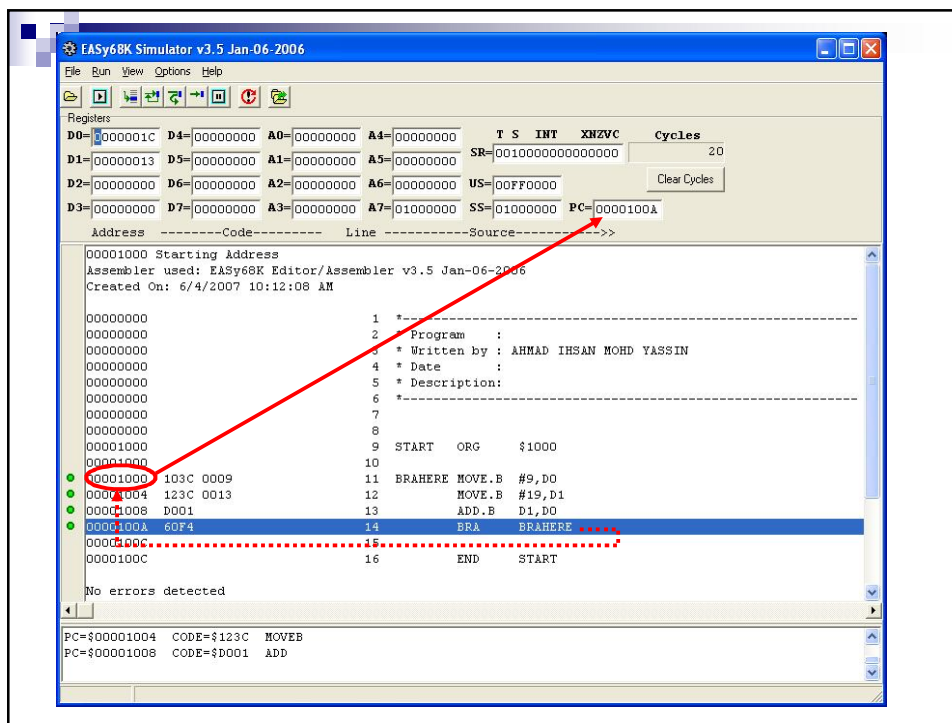 EASy68K Simulator v3.5 Jan-06-2006
File Run View Options Help
Registers
D0= 0000001C D4= 00000000 A0= 00000000 A4= 00000000 T S INT XNZVC Cycles
D1= 00000013 D5= 00000000 A1= 00000000 A5= 00000000 SR= 0010000000000000 20
D2= 00000000 D6= 00000000 A2= 00000000 A6= 00000000 US= 00FF0000 Clear Cycles
D3= 00000000 D7= 00000000 A3= 00000000 A7= 01000000 SS= 01000000 PC= 0000100A
Address --------Code--------- Line -----------Source----------->>
00001000 Starting Address
Assembler used: EASy68K Editor/Assembler v3.5 Jan-06-2006
Created On: 6/4/2007 10:12:08 AM
00000000 1 *-----------------------------------------------------------
00000000 2 * Program :
00000000 3 * Written by : AHMAD IHSAN MOHD YASSIN
00000000 4 * Date :
00000000 5 * Description:
00000000 6 *-----------------------------------------------------------
00000000 7
00000000 8
00001000 9 START ORG $1000
00001000 10
00001000 103C 0009 11 BRAHERE MOVE.B #9,D0
00001004 123C 0013 12 MOVE.B #19,D1
00001008 D001 13 ADD.B D1,D0
0000100A 60F4 14 BRA BRAHERE
0000100C 15
0000100C 16 END START
No errors detected
PC=$00001004 CODE=$123C MOVEB
PC=$00001008 CODE=$D001 ADD